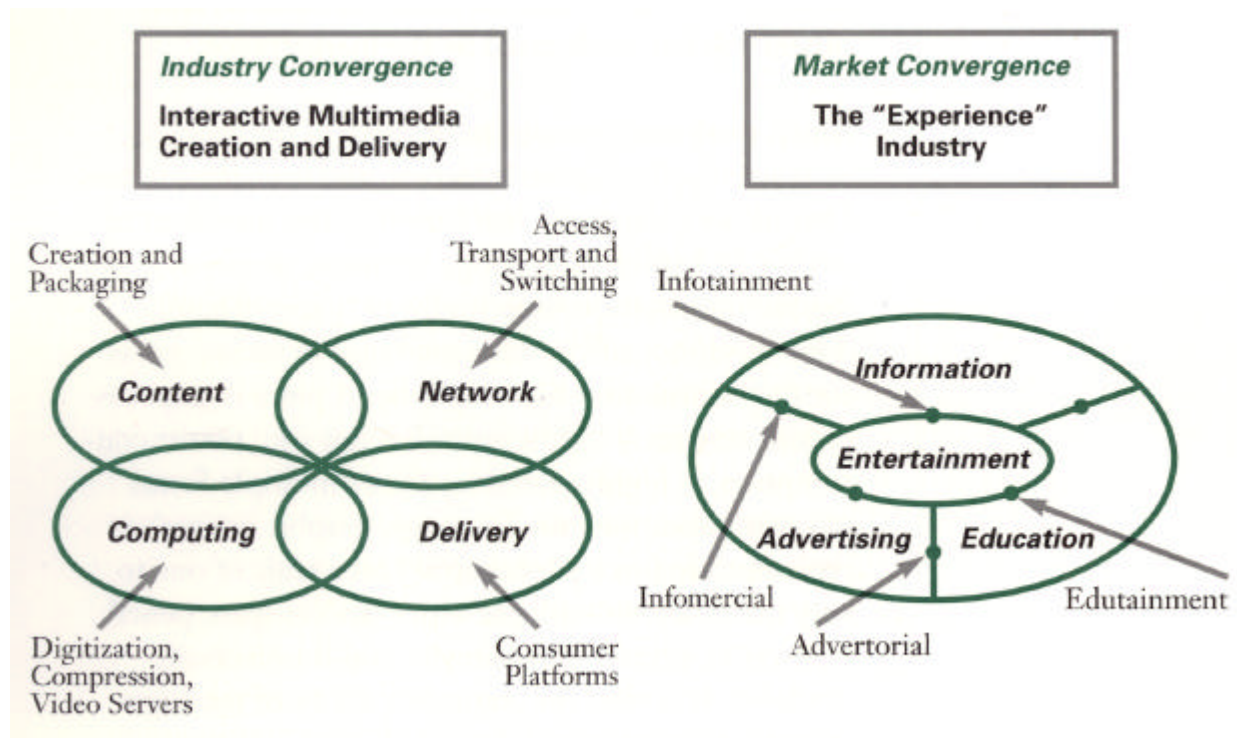 Industry Convergence
Interactive Multimedia
Creation and Delivery
Market Convergence
The “Experience”
Industry
Creation and
Packaging
Access,
Transport and
Switching
Content
Network
Computing
Delivery
Digitization,
Compression,
Video Servers
Consumer
Platforms
Infotainment
Information
Entertainment
Advertising
Education
Infomercial
Edutainment
Advertorial